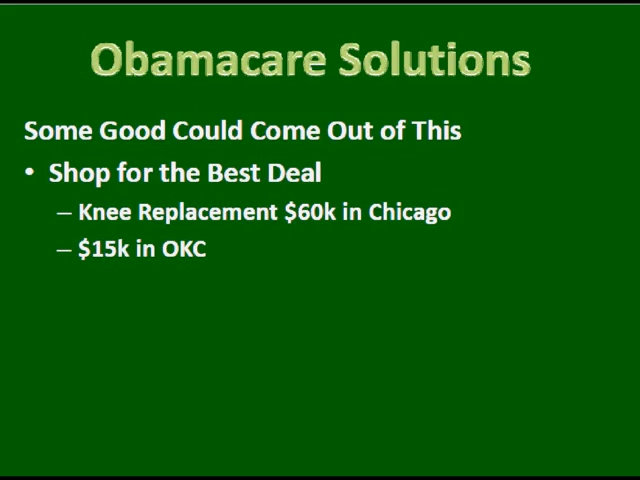 Obamacare Solutions
Some Good Could Come Out of This
• Shop for the Best Deal
– Knee Replacement $60k in Chicago
– $15k in OKC